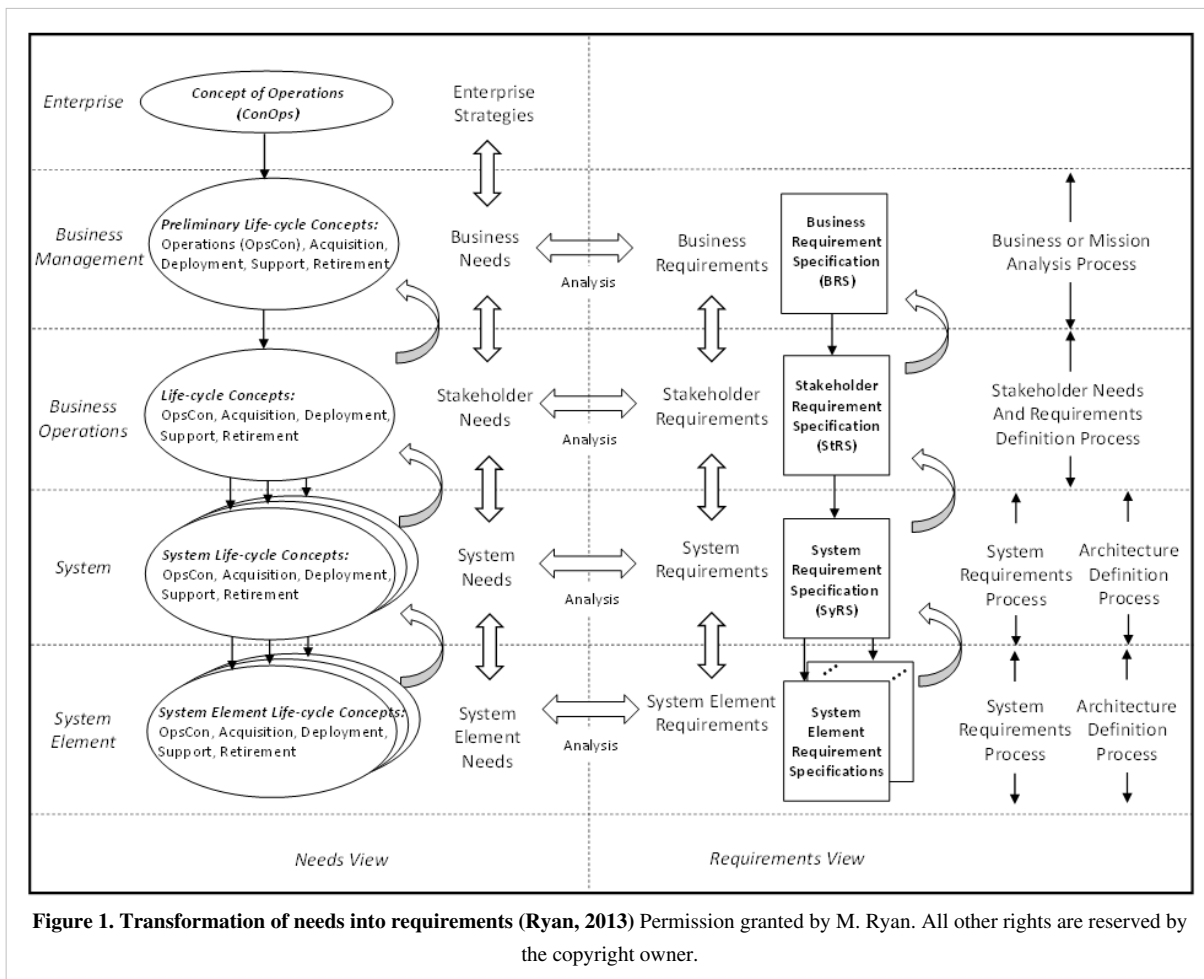 Enterprise
Concept of Operations
(ConOps)
Enterprise
Strategies
Business
Management
Preliminary Life-cycle Concepts:
Operations (OpsCon), Acquisition,
Deployment, Support, Retirement
Business
Needs
Analysis
Business
Requirements
Business
Requirement
Specification
(BRS)
Business or Mission
Analysis Process
Business
Operations
Life-cycle Concepts:
OpsCon, Acquisition, Deployment,
Support, Retirement
Stakeholder
Needs
Analysis
Stakeholder
Requirements
Stakeholder
Requirement
Specification
(StRS)
Stakeholder Needs
And Requirements
Definition Process
System
System Life-cycle Concepts:
OpsCon, Acquisition, Deployment,
Support, Retirement
System
Needs
Analysis
System
Requirements
System
Requirement
Specification
(SyRS)
System
Requirements
Process
Architecture
Definition
Process
System
Element
System Element Life-cycle Concepts:
OpsCon, Acquisition, Deployment,
Support, Retirement
System
Element
Needs
Analysis
System Element
Requirements
System
Element
Requirement
Specifications
System
Requirements
Process
Architecture
Definition
Process
Needs View
Requirements View
Figure 1. Transformation of needs into requirements (Ryan, 2013) Permission granted by M. Ryan. All other rights are reserved by
the copyright owner.